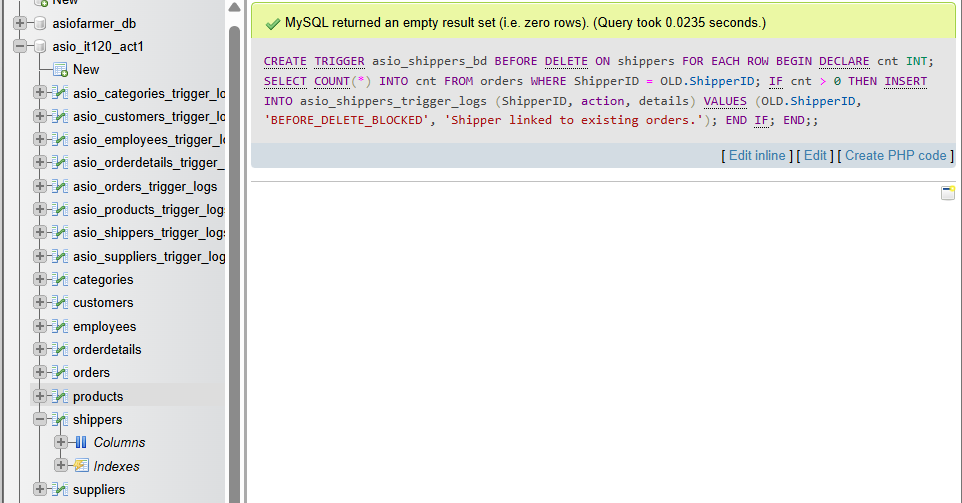 New
asiofarmer_db
asio_it120_act1
New
asio_categories_trigger_lo
asio_customers_trigger_lo
asio_employees_trigger_l
asio_orderdetails_trigger_
asio_orders_trigger_logs
asio_products_trigger_logs
asio_shippers_trigger_logs
asio_suppliers_trigger_log
categories
customers
employees
orderdetails
orders
products
shippers
Columns
Indexes
suppliers
MySQL returned an empty result set (i.e. zero rows). (Query took 0.0235 seconds.)
CREATE TRIGGER asio_shippers_bd BEFORE DELETE ON shippers FOR EACH ROW BEGIN DECLARE cnt INT;
SELECT COUNT(*) INTO cnt FROM orders WHERE ShipperID = OLD.ShipperID; IF cnt > 0 THEN INSERT
INTO asio_shippers_trigger_logs (ShipperID, action, details) VALUES (OLD.ShipperID,
'BEFORE_DELETE_BLOCKED', 'Shipper linked to existing orders.'); END IF; END;;
[ Edit inline ] [ Edit ] [ Create PHP code ]